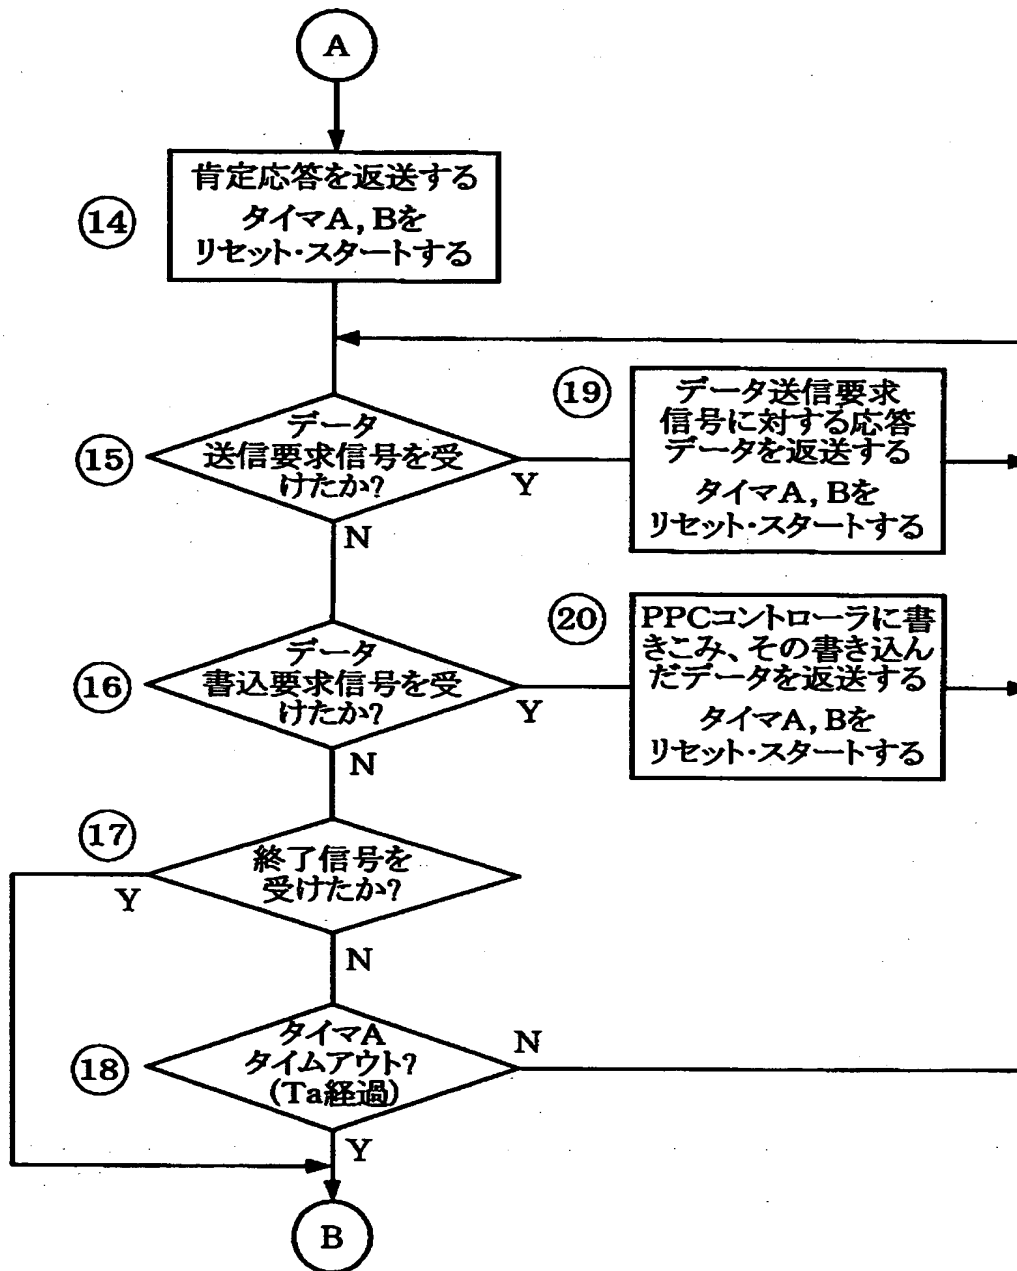 A
14
肯定応答を返送する
タイマA, Bを
リセット・スタートする
15
データ
送信要求信号を受
けたか?
Y
N
19
データ送信要求
信号に対する応答
データを返送する
タイマA, Bを
リセット・スタートする
16
データ
書込要求信号を受
けたか?
Y
N
20
PPCコントローラに書
きこみ、その書き込ん
だデータを返送する
タイマA, Bを
リセット・スタートする
17
終了信号を
受けたか?
Y
N
18
タイマA
タイムアウト?
(Ta経過)
N
Y
B